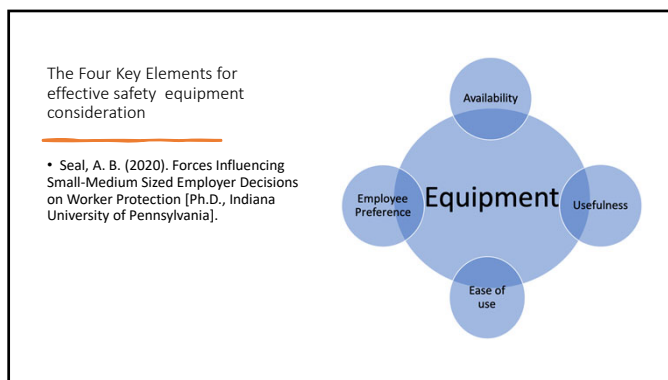 The Four Key Elements for
effective safety  equipment
consideration
• Seal, A. B. (2020). Forces Influencing
Small-Medium Sized Employer Decisions
on Worker Protection [Ph.D., Indiana
University of Pennsylvania].
Availability
Employee
Preference
Equipment
Usefulness
Ease of
use